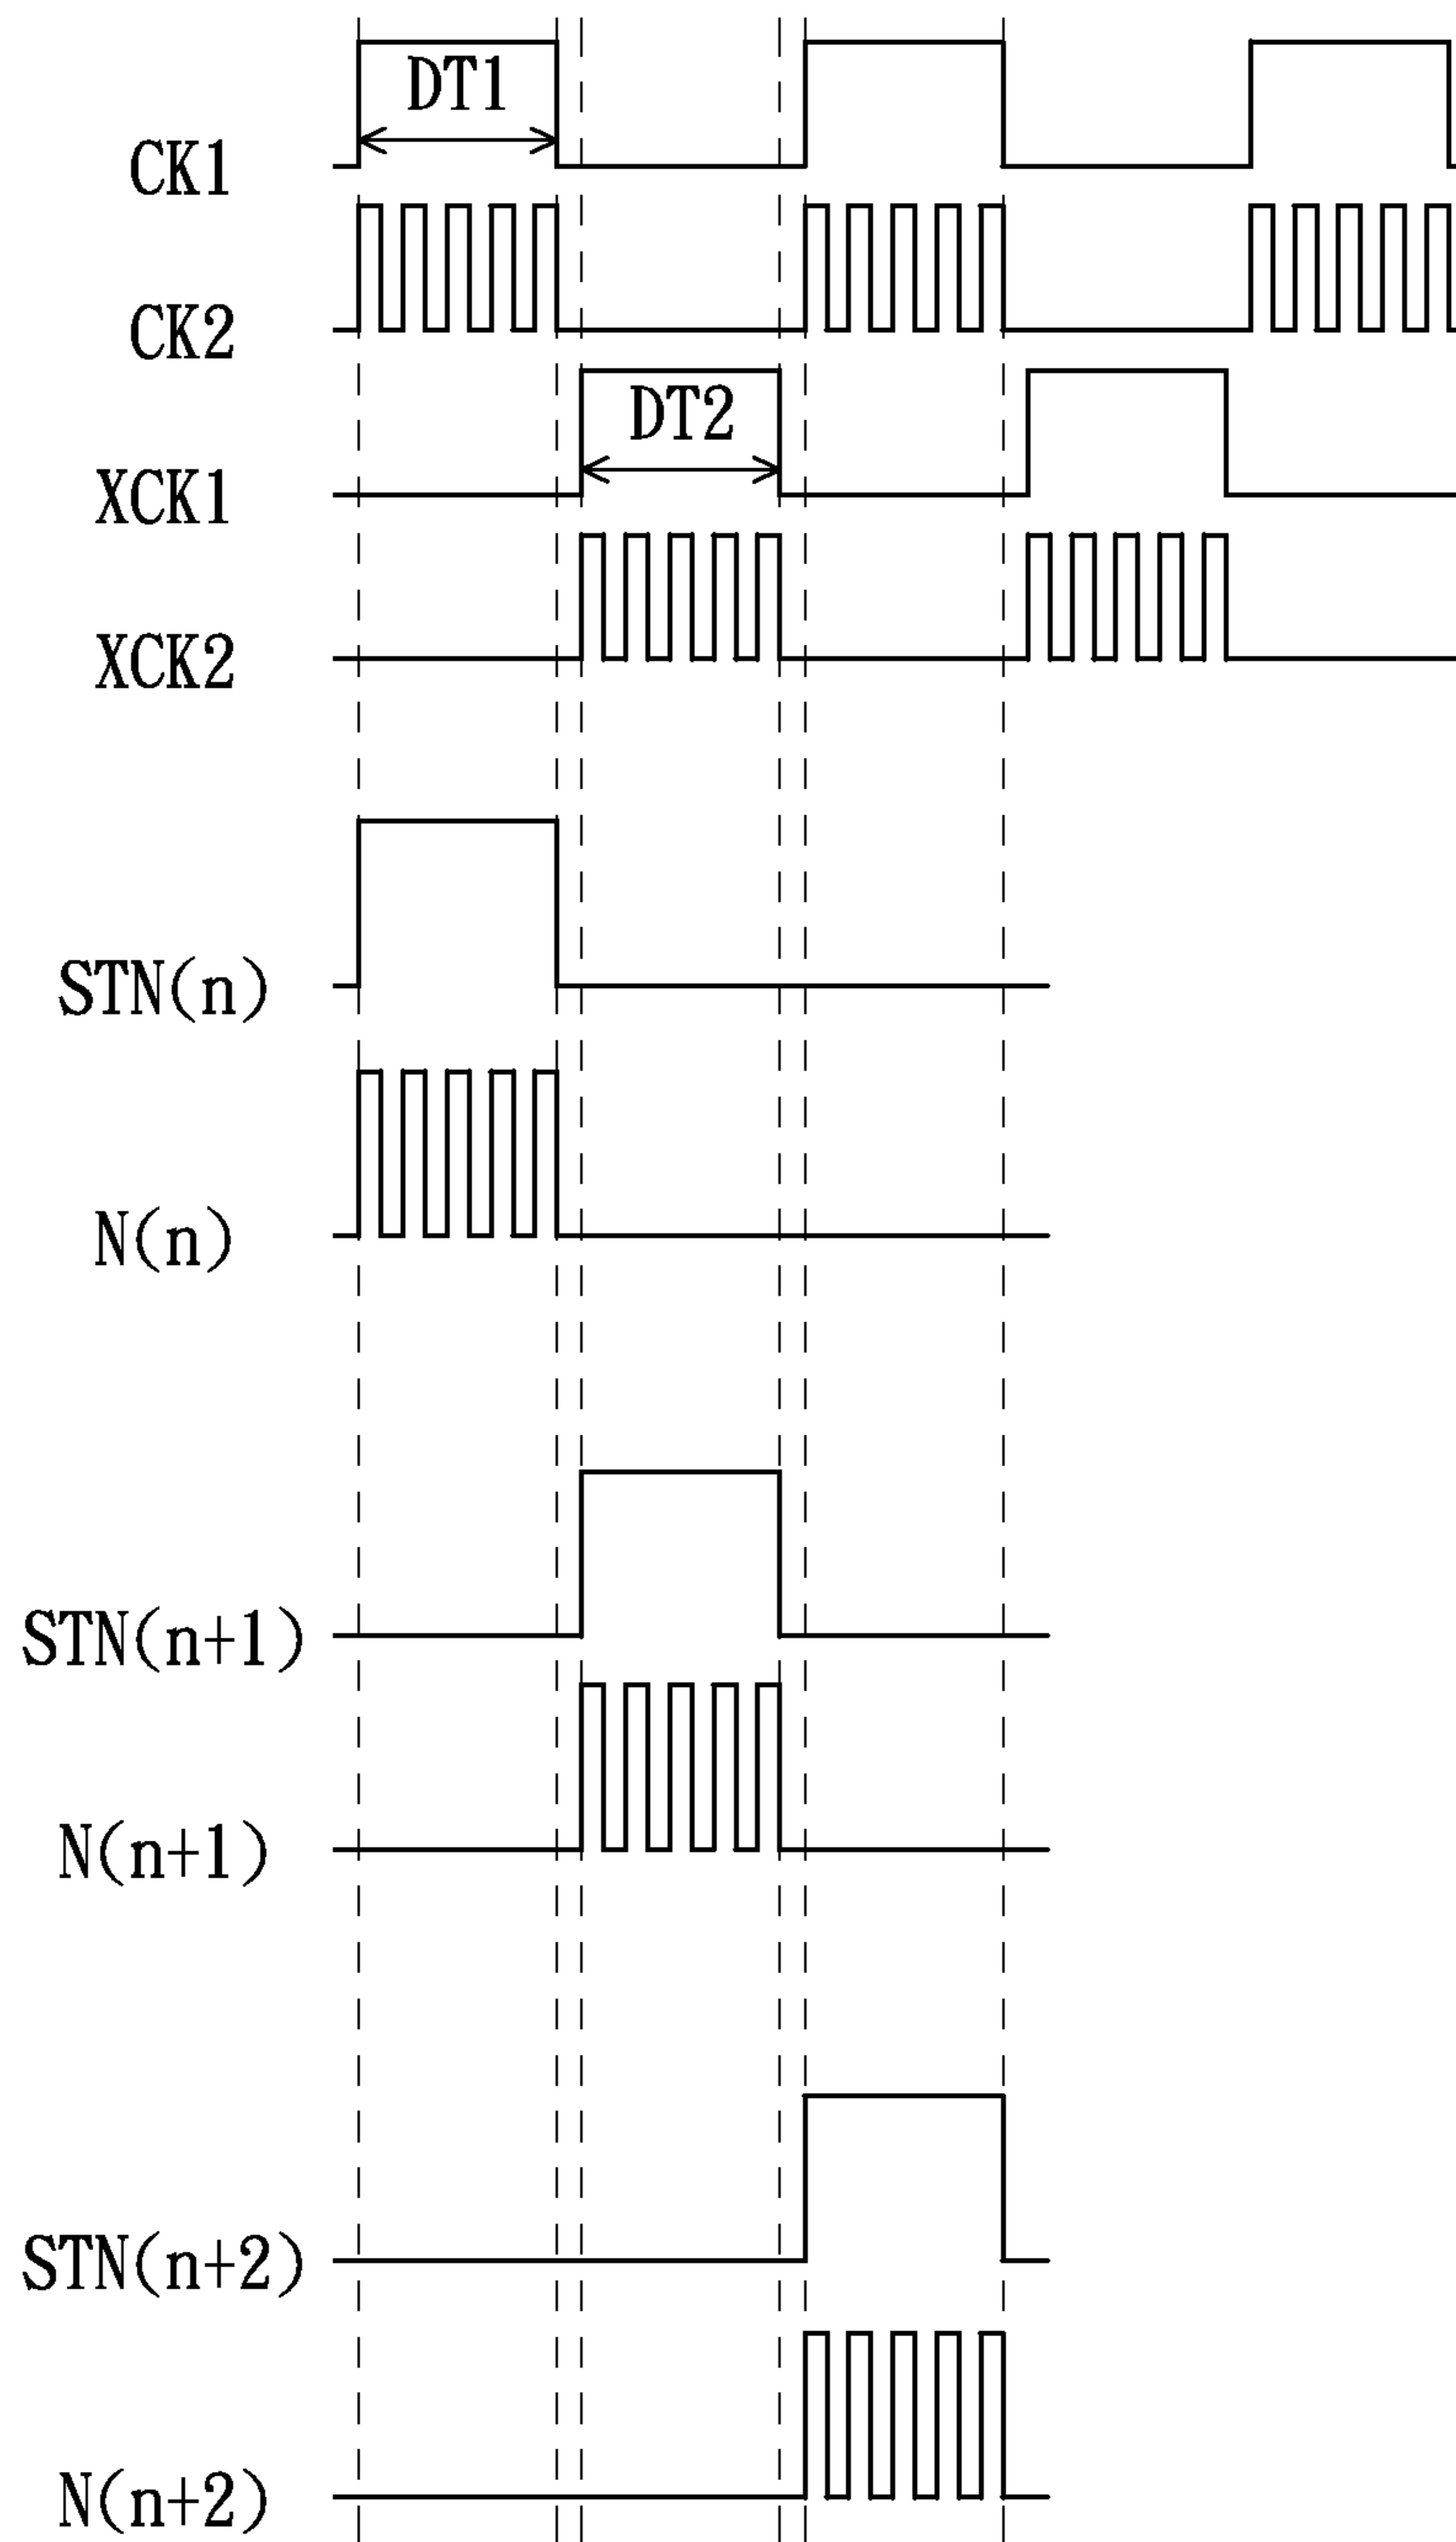 DT1
CK1
CK2
DT2
XCK1
XCK2
STN(n)
N(n)
STN(n+1)
N(n+1)
STN(n+2)
N(n+2)